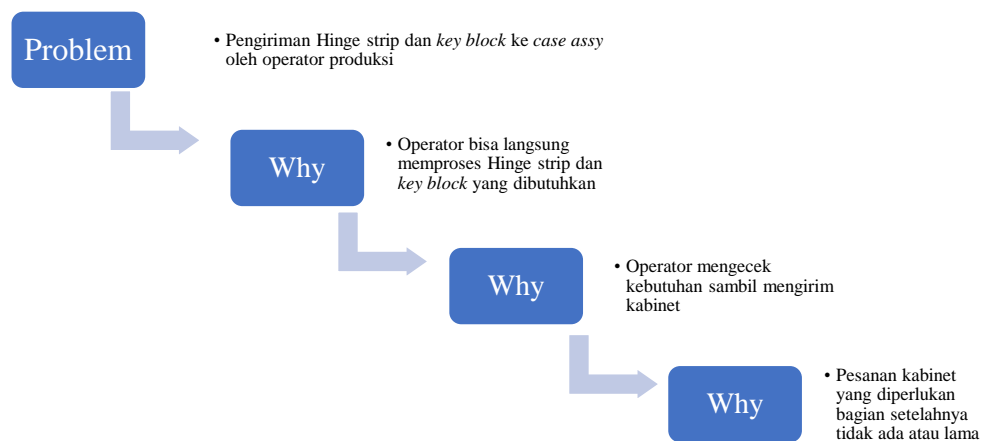 Problem
• Pengiriman Hinge strip dan key block ke case assy
oleh operator produksi
Why
• Operator bisa langsung
memproses Hinge strip dan
key block yang dibutuhkan
Why
• Operator mengecek
kebutuhan sambil mengirim
kabinet
Why
• Pesanan kabinet
yang diperlukan
bagian setelahnya
tidak ada atau lama